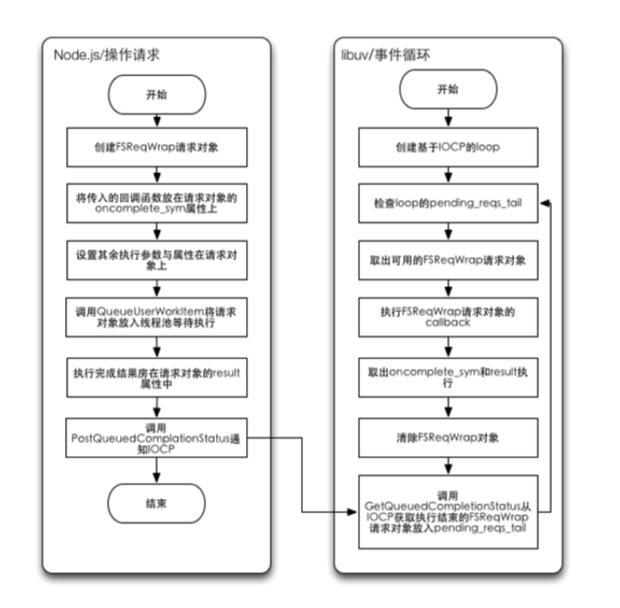 Node.js/操作请求
开始
创建FSReqWrap请求对象
将传入的回调函数放在请求对象的
oncomplete_sym属性上
设置其余执行参数与属性在请求对
象上
调用QueueUserWorkItem将请求
对象放入线程池等待执行
执行完成结果房在请求对象的result
属性中
调用
PostQueuedComplationStatus通
知IOCP
结束
libuv/事件循环
开始
创建基于IOCP的loop
检查loop的pending_reqs_tail
取出可用的FSReqWrap请求对象
执行FSReqWrap请求对象的
callback
取出oncomplete_sym和result执
行
清除FSReqWrap对象
调用
GetQueuedCompletionStatus从
IOCP获取执行结束的FSReqWrap
请求对象放入pending_reqs_tail